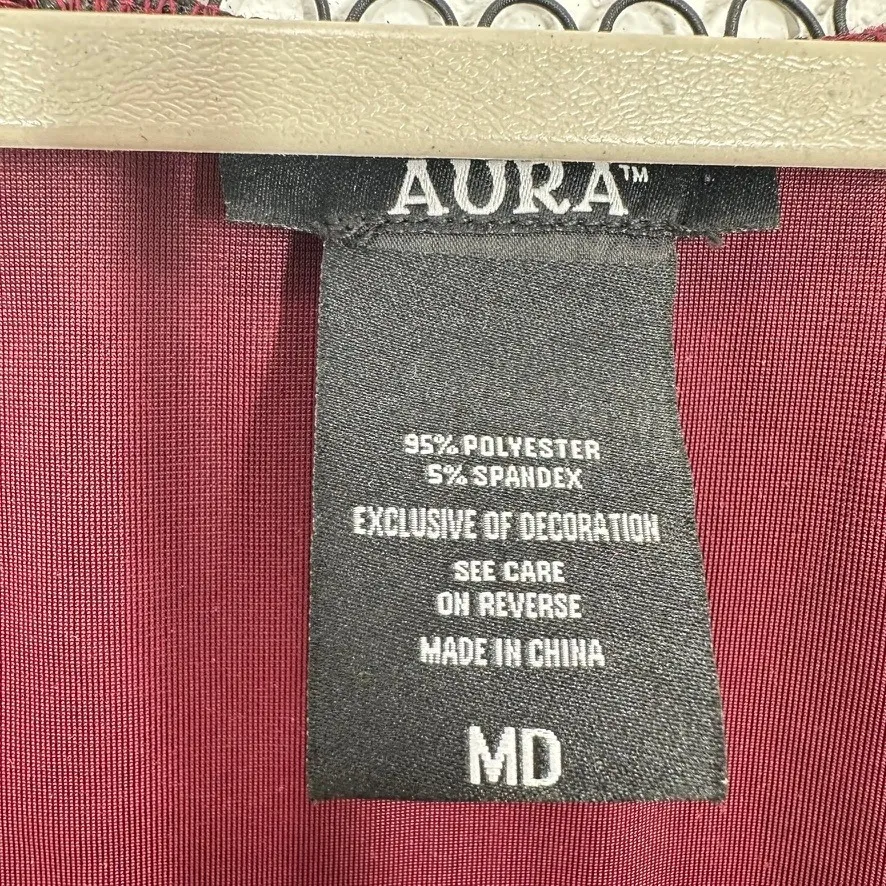 AURA™
95% POLYESTER
5% SPANDEX
EXCLUSIVE OF DECORATION
SEE CARE
ON REVERSE
MADE IN CHINA
MD